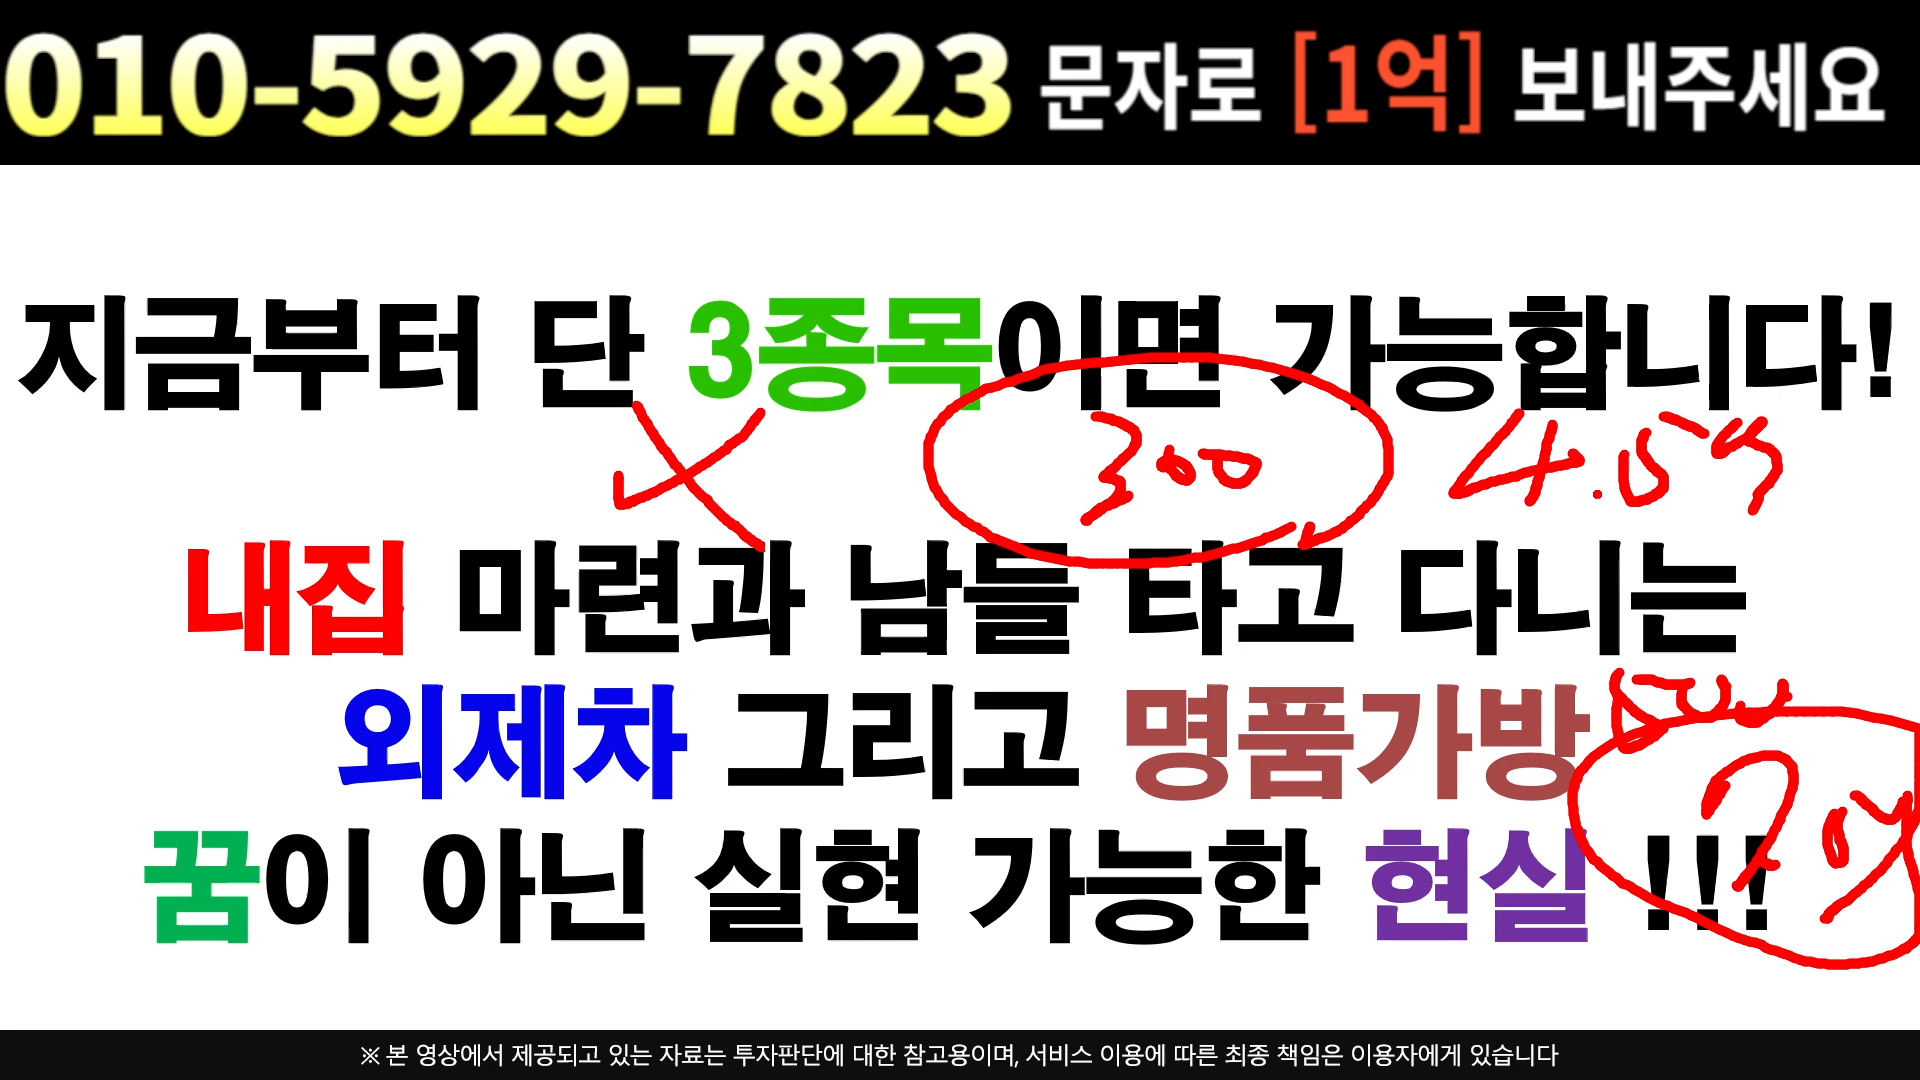 010-5929-7823 문자로 [1억] 보내주세요
지금부터 단 3종목이면 가능합니다!
300
내집 마련과 남들 타고 다니는
외제차 그리고 명품가방
꿈이 아닌 실현 가능한 현실 !!!
※ 본 영상에서 제공되고 있는 자료는 투자판단에 대한 참고용이며, 서비스 이용에 따른 최종 책임은 이용자에게 있습니다